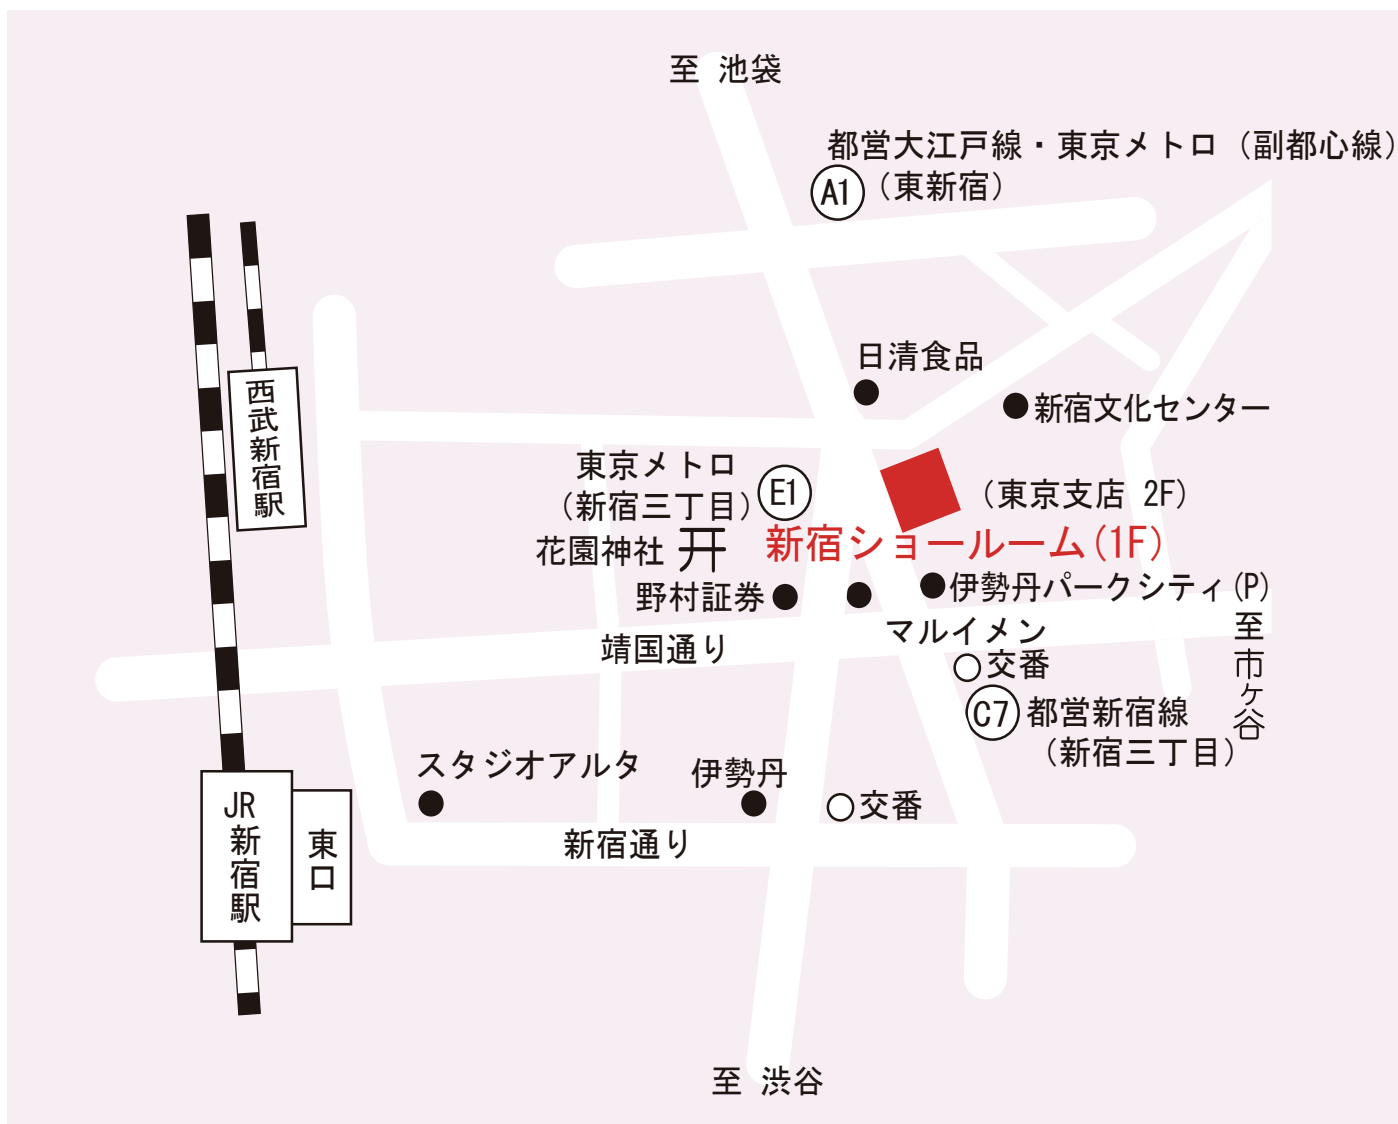 至 池袋
都営大江戸線・東京メトロ（副都心線）
A1
（東新宿）
日清食品
新宿文化センター
西武新宿駅
東京メトロ
（新宿三丁目）
E1
（東京支店 2F）
花園神社
新宿ショールーム(1F)
野村証券
伊勢丹パークシティ(P)
マルイメン
至市ヶ谷
靖国通り
交番
C7
都営新宿線
（新宿三丁目）
スタジオアルタ
伊勢丹
交番
JR新宿駅
東口
新宿通り
至 渋谷